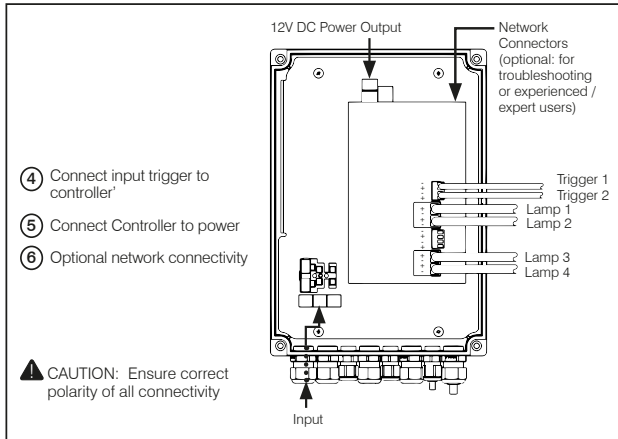 12V DC Power Output
Network
Connectors
(optional: for
troubleshooting
or experienced /
expert users)
4 Connect input trigger to
controller'
5 Connect Controller to power
6 Optional network connectivity
Trigger 1
Trigger 2
Lamp 1
Lamp 2
Lamp 3
Lamp 4
CAUTION: Ensure correct
polarity of all connectivity
Input